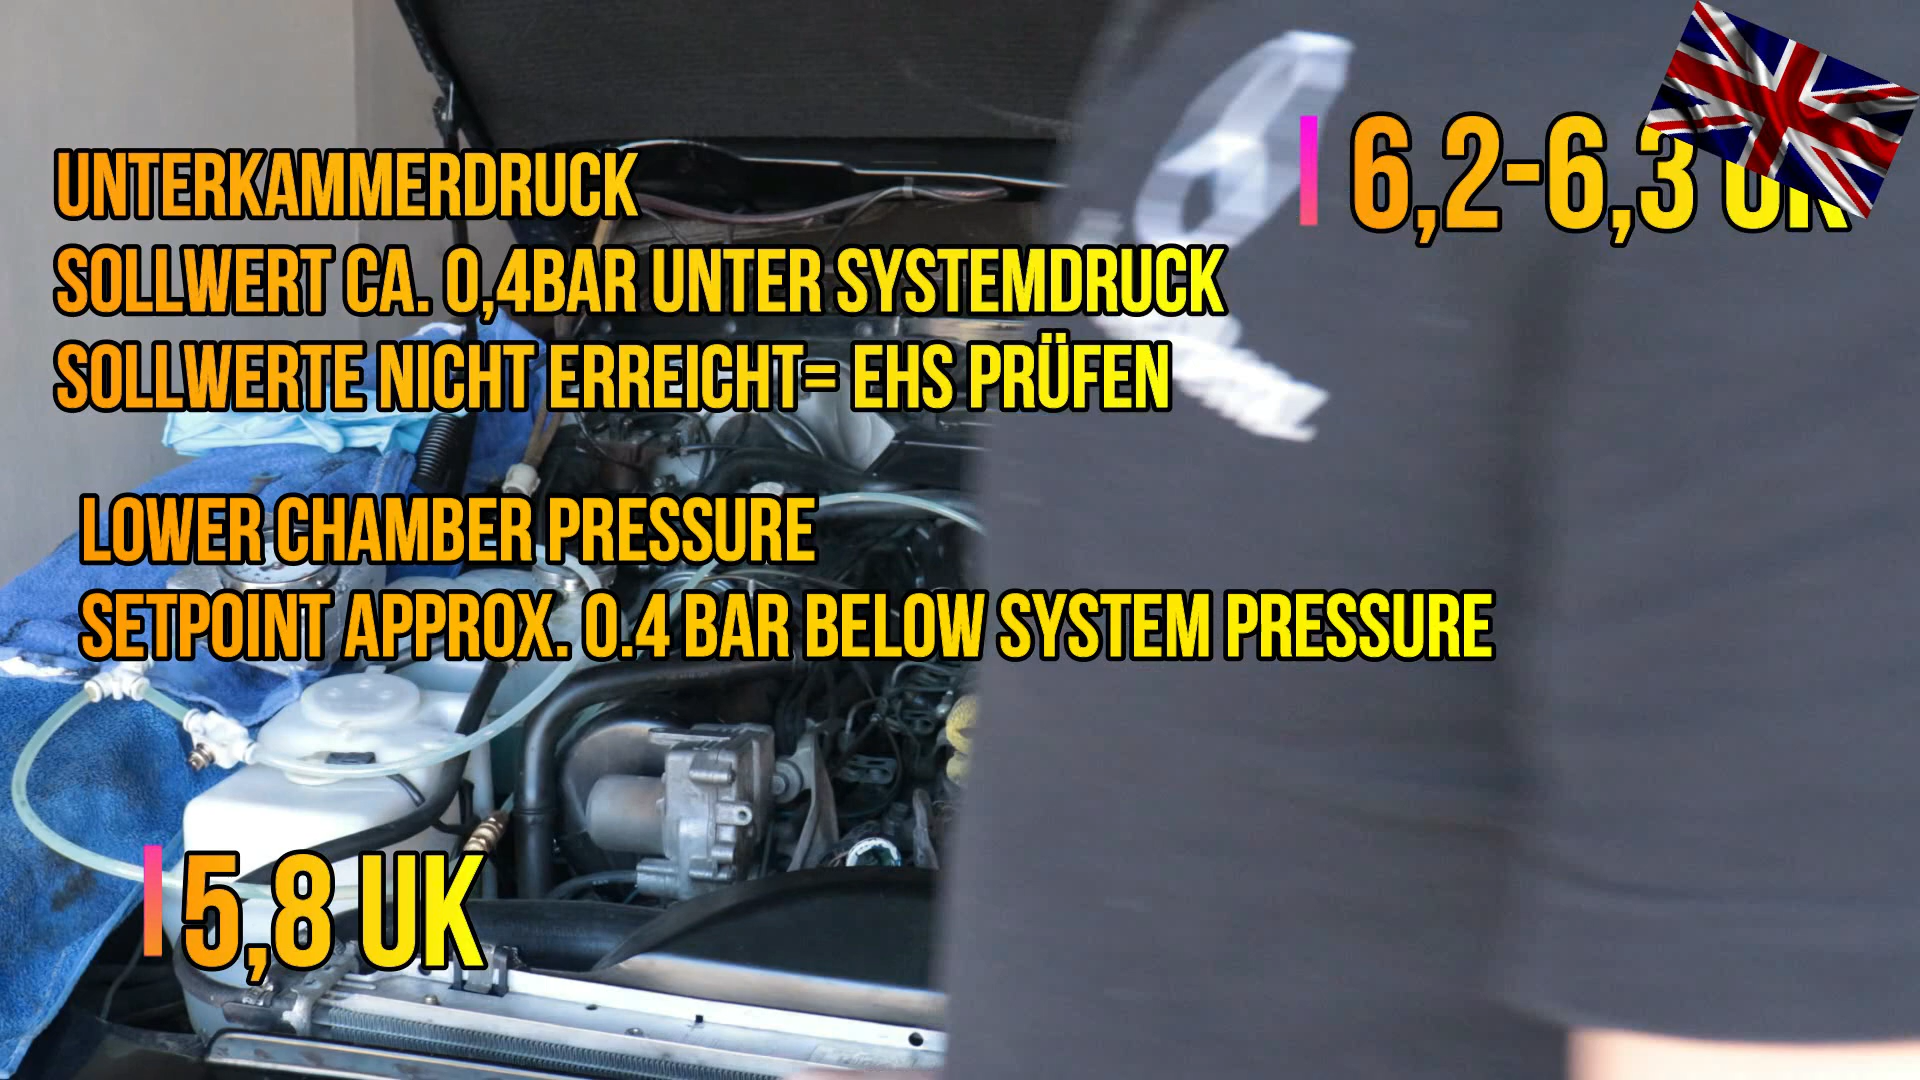 UNTERKAMMERDRUCK
SOLLWERT CA. 0,4BAR UNTER SYSTEMDRUCK
SOLLWERTE NICHT ERREICHT= EHS PRÜFEN
6,2-6,3
LOWER CHAMBER PRESSURE
SETPOINT APPROX. 0.4 BAR BELOW SYSTEM PRESSURE
5,8 UK